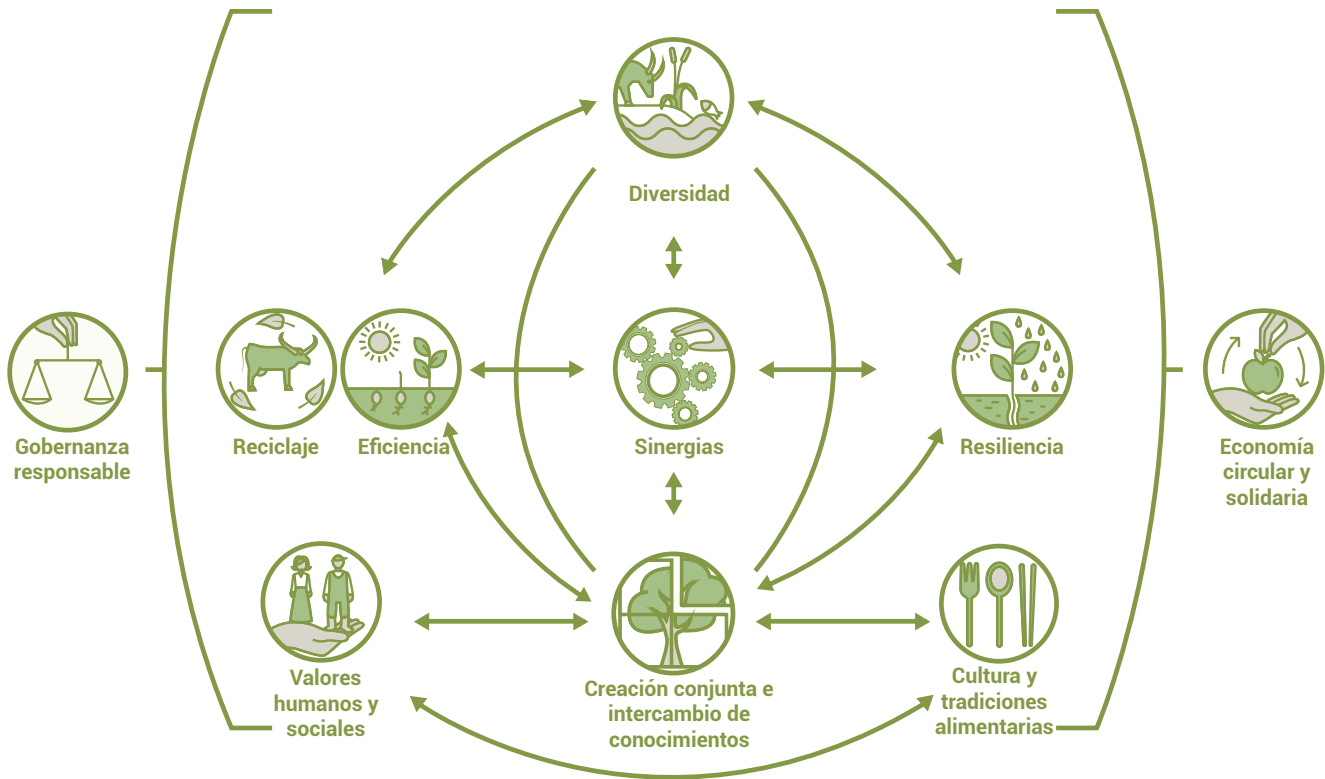 Diversidad
Gobernanza
responsable
Reciclaje
Eficiencia
Sinergias
Resiliencia
Economía
circular y
solidaria
Valores
humanos y
sociales
Creación conjunta e
intercambio de
conocimientos
Cultura y
tradiciones
alimentarias